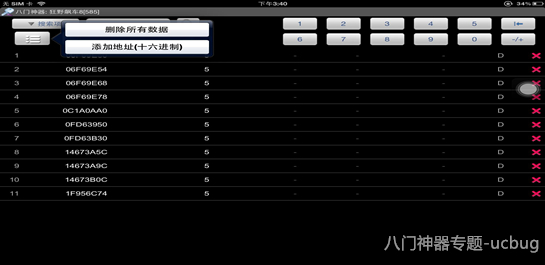 无SIM卡 下午3:40 34%
八门神器: 狂野飙斗8[585]
▼ 搜索 1 2 3 4 5
删除所有数据
添加地址(十六进制)
6 7 8 9 0 -/+
1 5 - - - D
2 06F69E54 5 - - - D
3 06F69E68 5 - - - D
4 06F69E78 5 - - - D
5 0C1A0AA0 5 - - - D
6 0FD63950 5 - - - D
7 0FD63B30 5 - - - D
8 14673A5C 5 - - - D
9 14673A9C 5 - - - D
10 14673B0C 5 - - - D
11 1F956C74 5 - - - D
八门神器专题-ucbug